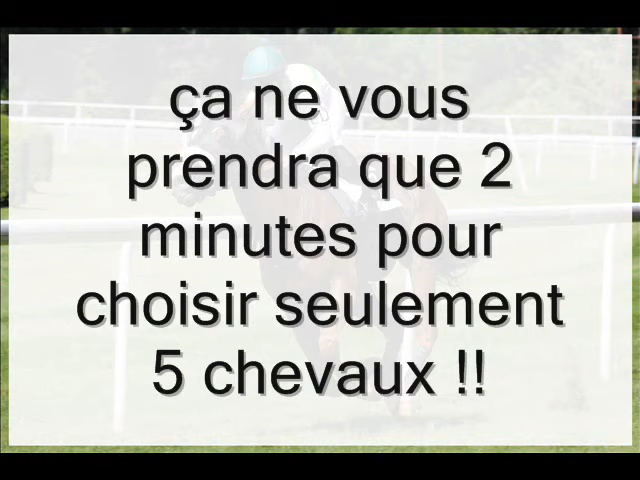 ça ne vous
prendra que 2
minutes pour
choisir seulement
5 chevaux !!